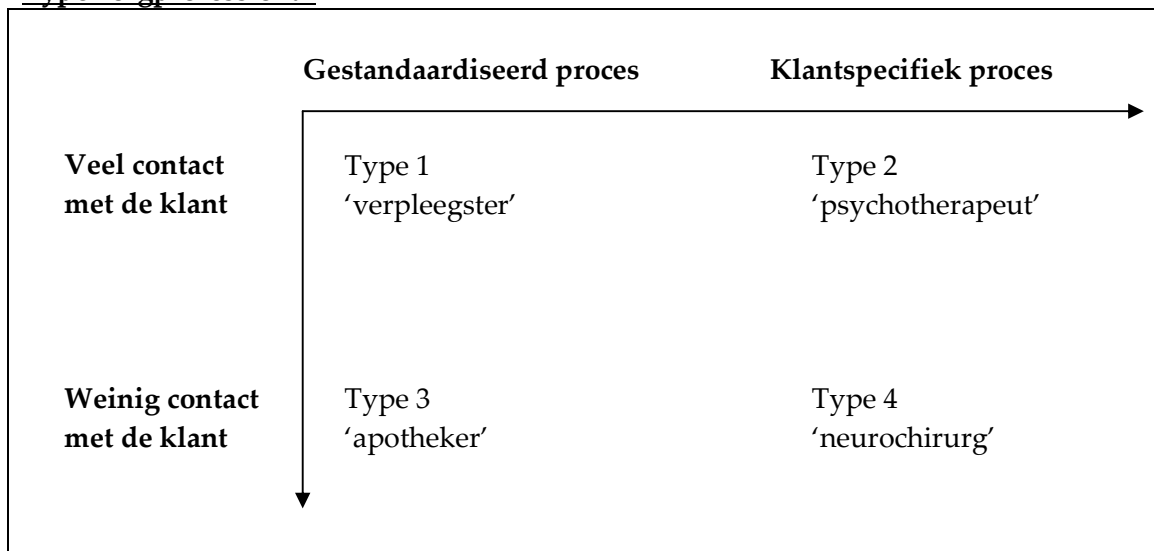 Gestandaardiseerd proces Klantspecifiek proces
Veel contact Type 1 Type 2
met de klant ‘verpleegster’ ‘psychotherapeut’
Weinig contact Type 3 Type 4
met de klant ‘apotheker’ ‘neurochirurg’